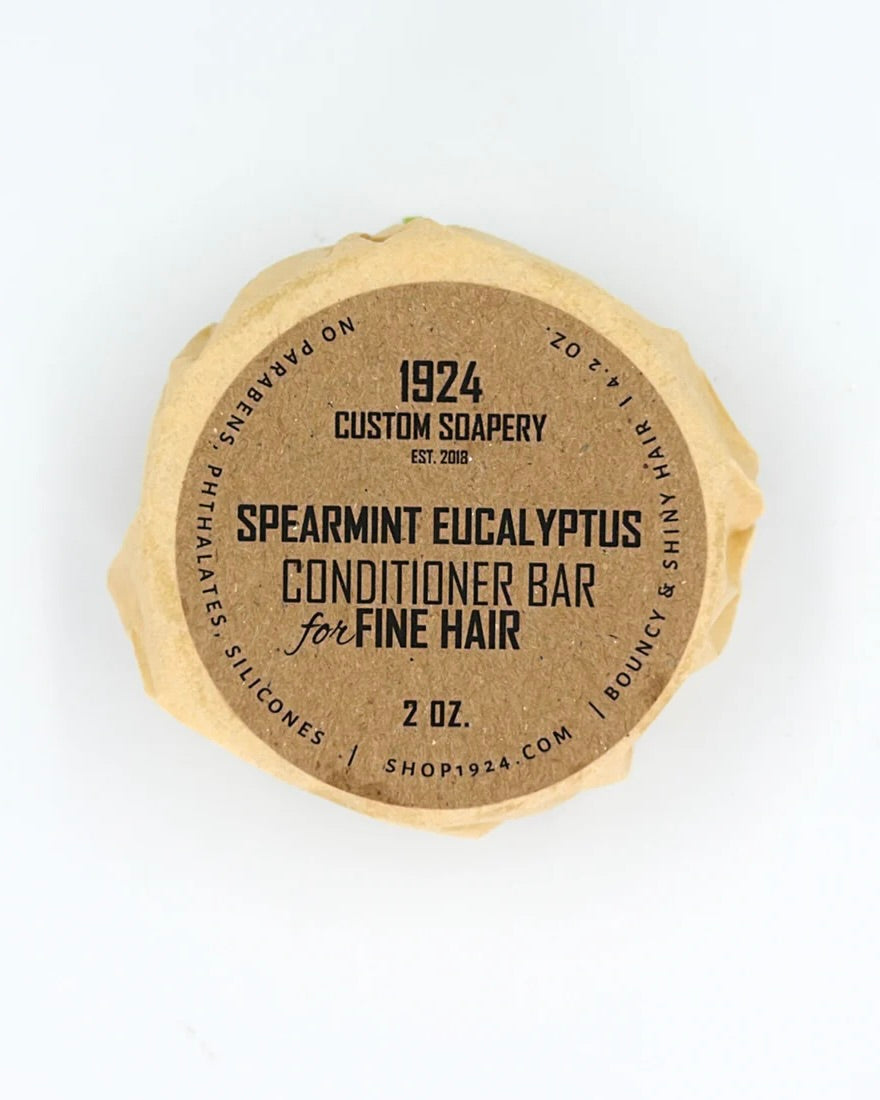 1924
CUSTOM SOAPERY
EST. 2018
SPEARMINT EUCALYPTUS
CONDITIONER BAR
for FINE HAIR
2 OZ.
NO PARABENS, PHTHALATES, SILICONES | SHOP1924.COM | BOUNCY & SHINY HAIR | 4.2 OZ.